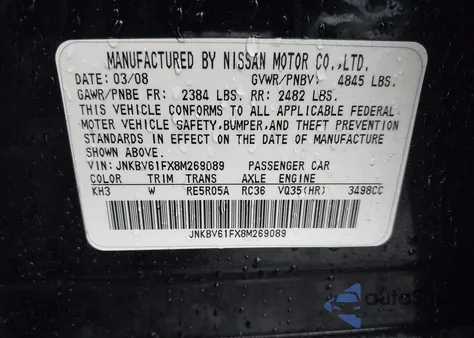 MANUFACTURED BY NISSAN MOTOR CO.,LTD.
DATE: 03/08 GVWR/PNBV: 4845 LBS.
GAWR/PNBE FR: 2384 LBS. RR: 2482 LBS.
THIS VEHICLE CONFORMS TO ALL APPLICABLE FEDERAL
MOTOR VEHICLE SAFETY,BUMPER,AND THEFT PREVENTION
STANDARDS IN EFFECT ON THE DATE OF MANUFACTURE
SHOWN ABOVE.
VIN: JNKBV61FX8M269089 PASSENGER CAR
COLOR TRIM TRANS AXLE ENGINE
KH3 W RE5R05A RC36 VQ35(HR) 3498CC
JNKBV61FX8M269089